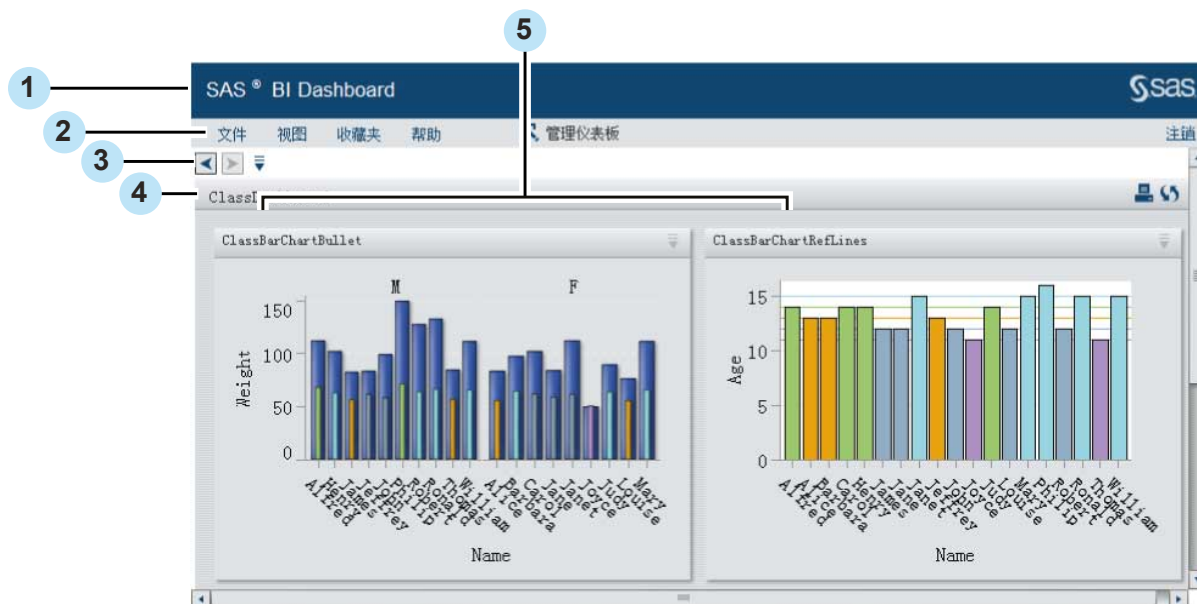 5
1
SAS ® BI Dashboard
sas
2
文件 视图 收藏夹 帮助 管理仪表板 注销
3
4
ClassBarChartBullet
ClassBarChartRefLines
M F
150
100
50
0
Weight
Alfred Henry James Jeffrey John Philip Robert Ronald Thomas William Alice Barbara Carol Jane Janet Joyce Judy Louise Mary
Name
15
10
5
0
Age
Alfred Alice Barbara Carol Henry James Jane Janet Jeffrey John Joyce Judy Louise Mary Philip Robert Ronald Thomas William
Name